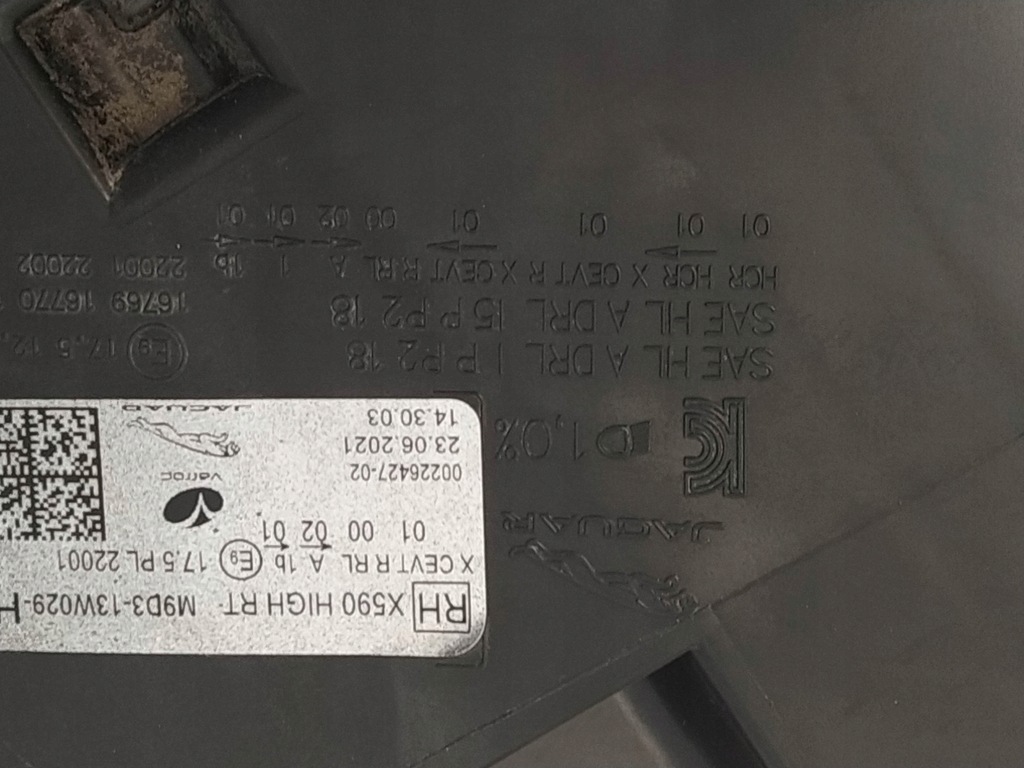 RH X590 HIGH RT M9D3-13W029-
X CEVT R RL A 1b E9 17.5 PL 22001
01 00 02 01
varroc
00226427-02
23.06.2021
14.30.03
JAGUAR
JAGUAR
1,0%
SAE HL A DRL I P P2 18 E9 17,5 12,
SAE HL A DRL I5 P P2 18 16769 16770
HCR HCR X CEVT R X CEVT R RL A 1 1b 22001 22002
01 01 01 01 00 02 01 01